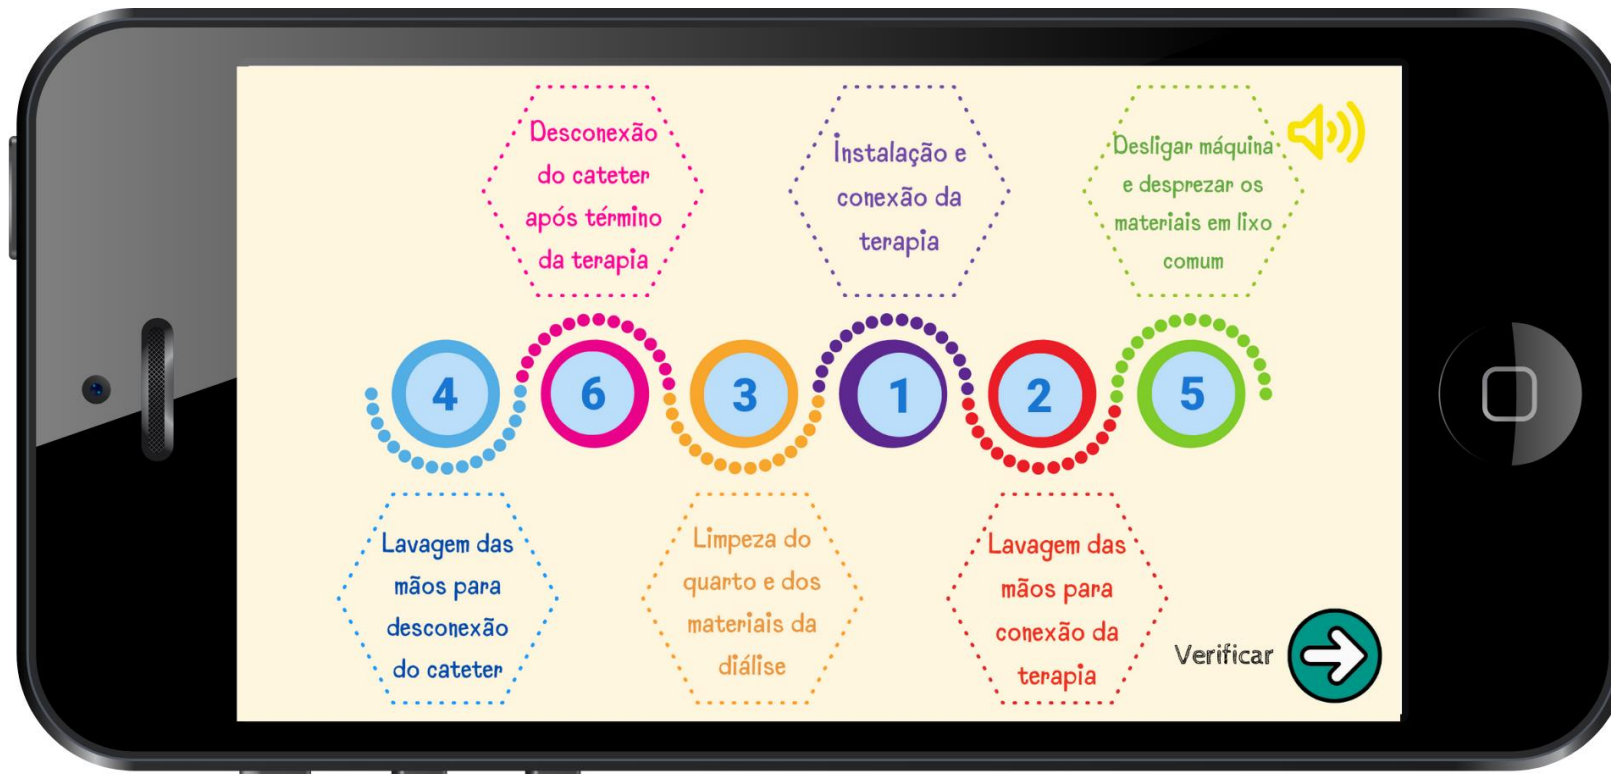 Desconexão
do cateter
após término
da terapia
Instalação e
conexão da
terapia
Desligar máquina
e desprezar os
materiais em lixo
comum
4
6
3
1
2
5
Lavagem das
mãos para
desconexão
do cateter
Limpeza do
quarto e dos
materiais da
diálise
Lavagem das
mãos para
conexão da
terapia
Verificar